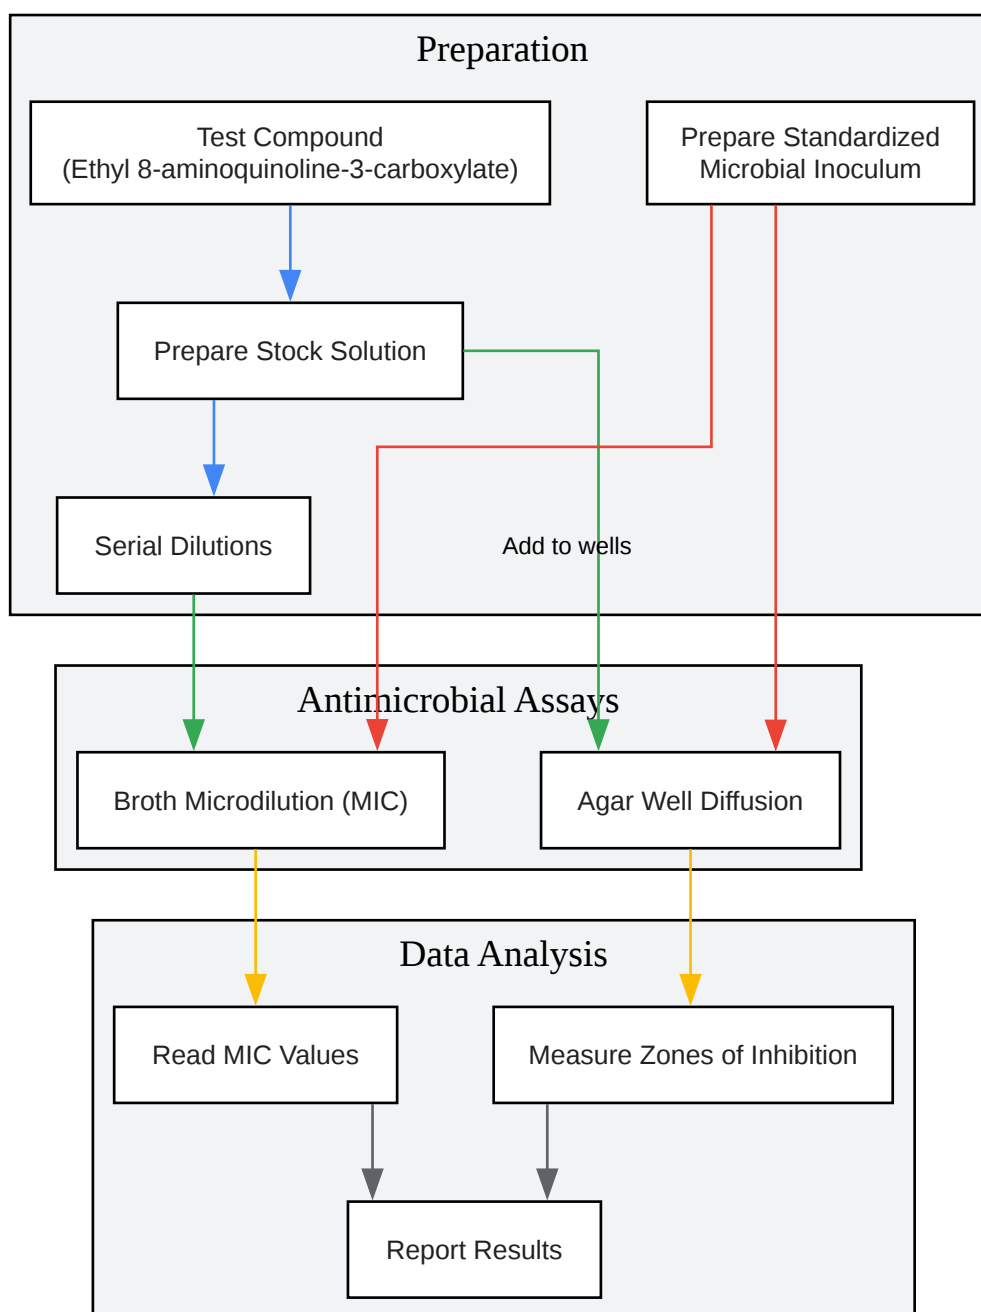 Preparation
Test Compound
(Ethyl 8-aminoquinoline-3-carboxylate)
Prepare Standardized
Microbial Inoculum
Prepare Stock Solution
Serial Dilutions
Add to wells
Antimicrobial Assays
Broth Microdilution (MIC)
Agar Well Diffusion
Data Analysis
Read MIC Values
Measure Zones of Inhibition
Report Results